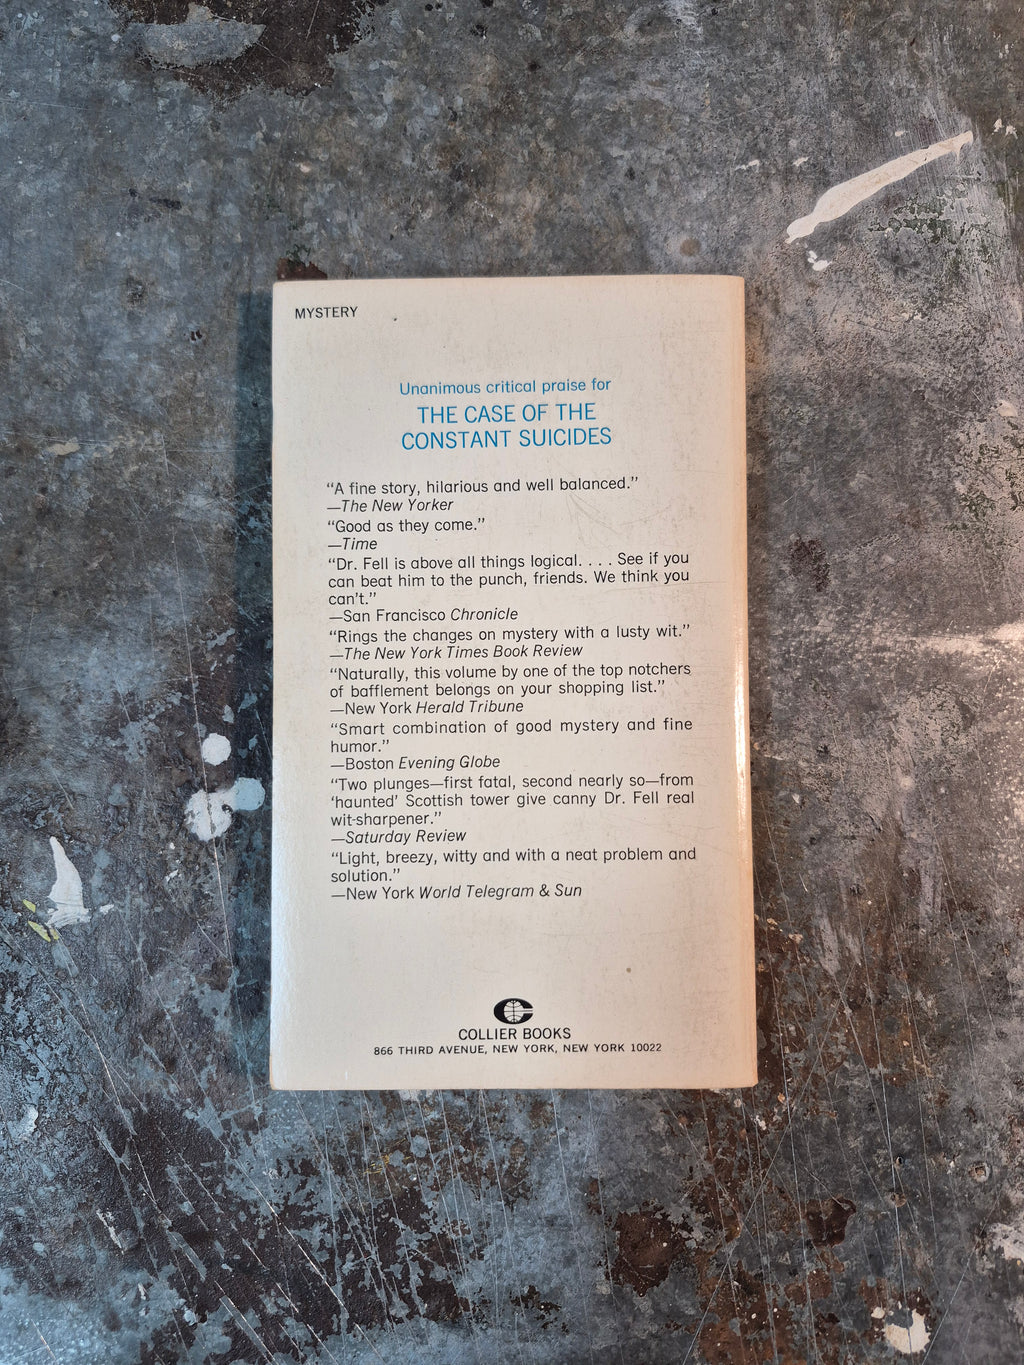 MYSTERY
Unanimous critical praise for
THE CASE OF THE
CONSTANT SUICIDES
“A fine story, hilarious and well balanced.”
—The New Yorker
“Good as they come.”
—Time
“Dr. Fell is above all things logical. . . . See if you
can beat him to the punch, friends. We think you
can’t.”
—San Francisco Chronicle
“Rings the changes on mystery with a lusty wit.”
—The New York Times Book Review
“Naturally, this volume by one of the top notchers
of bafflement belongs on your shopping list.”
—New York Herald Tribune
“Smart combination of good mystery and fine
humor.”
—Boston Evening Globe
“Two plunges—first fatal, second nearly so—from
‘haunted’ Scottish tower give canny Dr. Fell real
wit-sharpener.”
—Saturday Review
“Light, breezy, witty and with a neat problem and
solution.”
—New York World Telegram & Sun
COLLIER BOOKS
866 THIRD AVENUE, NEW YORK, NEW YORK 10022